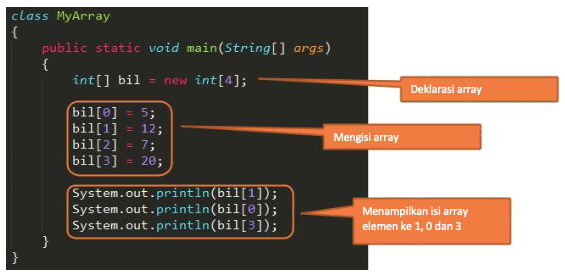 class MyArray
{
public static void main(String[] args)
{
int[] bil = new int[4];
Deklarasi array
bil[0] = 5;
bil[1] = 12;
bil[2] = 7;
bil[3] = 20;
Mengisi array
System.out.println(bil[1]);
System.out.println(bil[0]);
System.out.println(bil[3]);
Menampilkan isi array
elemen ke 1, 0 dan 3
}
}